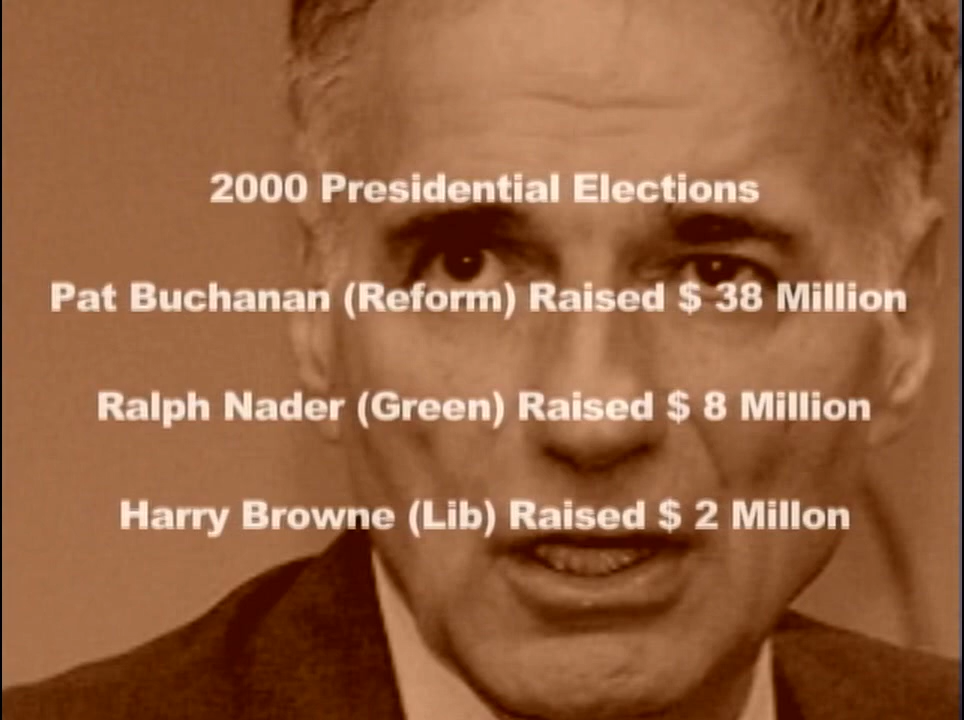 2000 Presidential Elections
Pat Buchanan (Reform) Raised $ 38 Million
Ralph Nader (Green) Raised $ 8 Million
Harry Browne (Lib) Raised $ 2 Millon